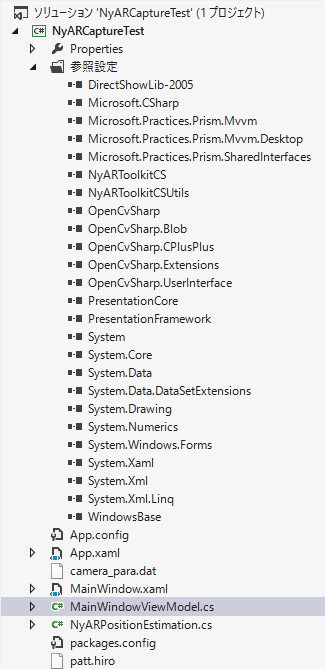 ソリューション 'NyARCaptureTest' (1 プロジェクト)
NyARCaptureTest
Properties
参照設定
DirectShowLib-2005
Microsoft.CSharp
Microsoft.Practices.Prism.Mvvm
Microsoft.Practices.Prism.Mvvm.Desktop
Microsoft.Practices.Prism.SharedInterfaces
NyARToolkitCS
NyARToolkitCSUtils
OpenCvSharp
OpenCvSharp.Blob
OpenCvSharp.CPlusPlus
OpenCvSharp.Extensions
OpenCvSharp.UserInterface
PresentationCore
PresentationFramework
System
System.Core
System.Data
System.Data.DataSetExtensions
System.Drawing
System.Numerics
System.Windows.Forms
System.Xaml
System.Xml
System.Xml.Linq
WindowsBase
App.config
App.xaml
camera_para.dat
MainWindow.xaml
C# MainWindowViewModel.cs
C# NyARPositionEstimation.cs
packages.config
patt.hiro